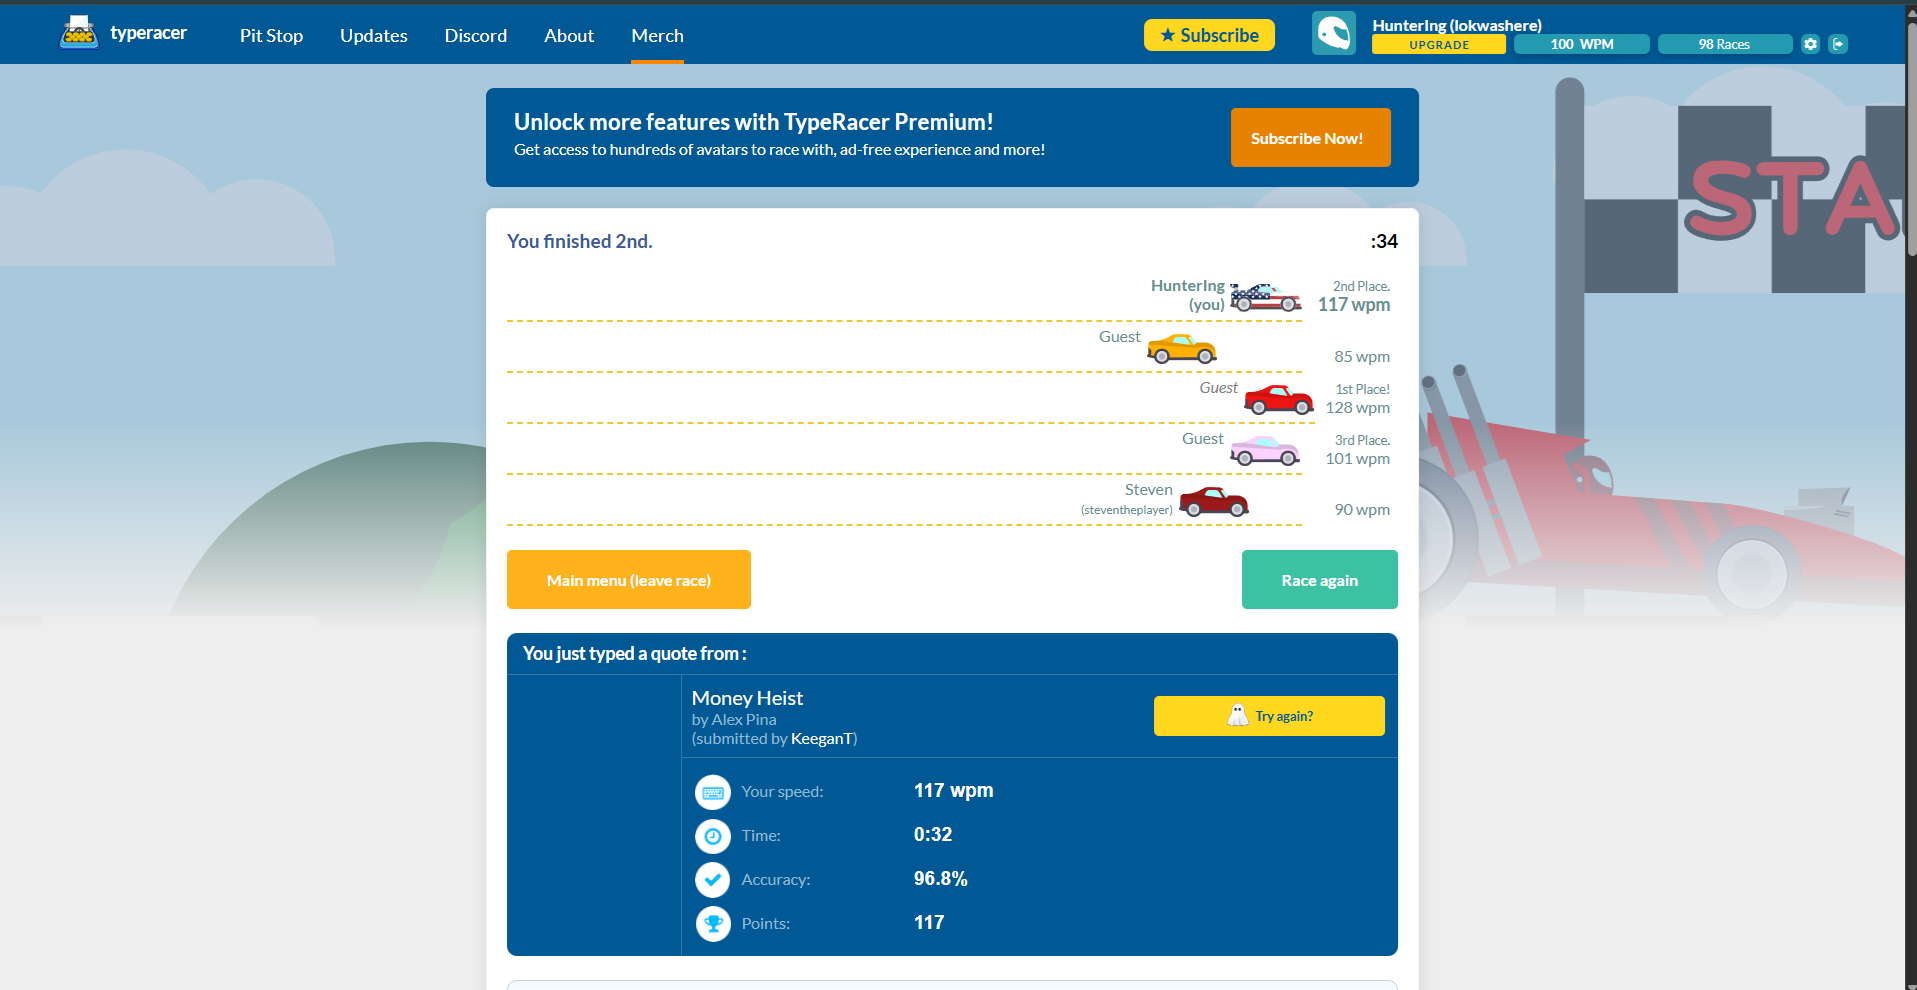 typeracer
Pit Stop
Updates
Discord
About
Merch
★ Subscribe
HunterIng (lokwashere)
UPGRADE
100 WPM
98 Races
Unlock more features with TypeRacer Premium!
Get access to hundreds of avatars to race with, ad-free experience and more!
Subscribe Now!
STA
You finished 2nd.
:34
HunterIng
(you)
2nd Place.
117 wpm
Guest
85 wpm
Guest
1st Place!
128 wpm
Guest
3rd Place.
101 wpm
Steven
(steventheplayer)
90 wpm
Main menu (leave race)
Race again
You just typed a quote from :
Money Heist
by Alex Pina
(submitted by KeeganT)
Try again?
Your speed:
117 wpm
Time:
0:32
Accuracy:
96.8%
Points:
117